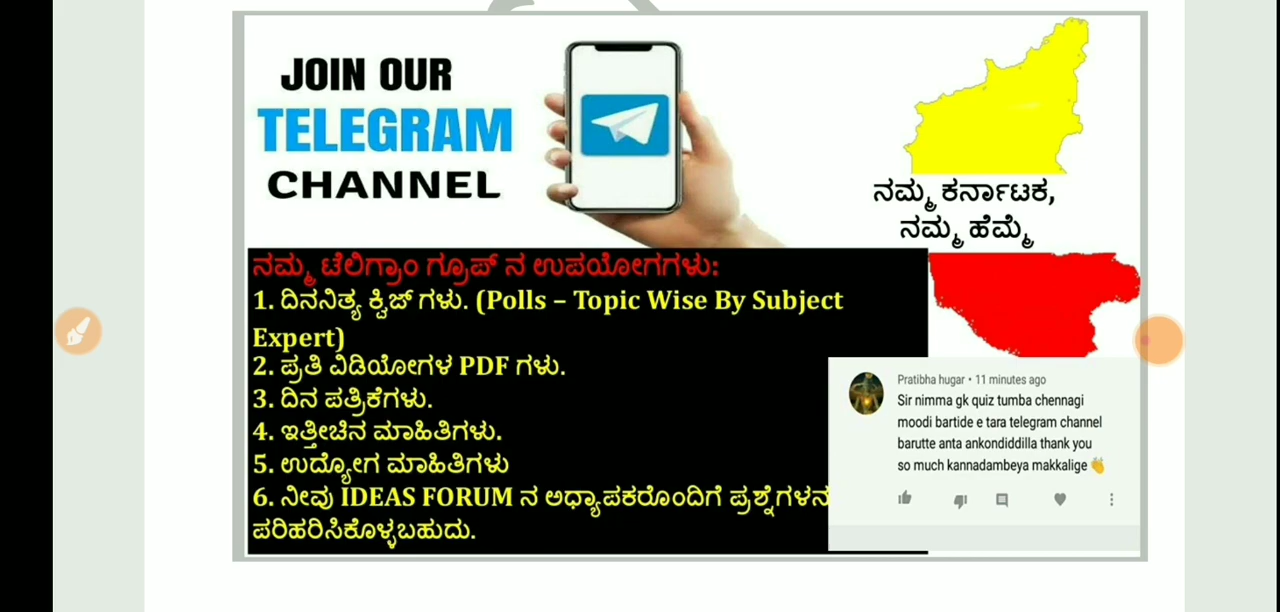 JOIN OUR
TELEGRAM
CHANNEL
ನಮ್ಮ ಕರ್ನಾಟಕ,
ನಮ್ಮ ಹೆಮ್ಮೆ
ನಮ್ಮ ಟೆಲಿಗ್ರಾಂ ಗ್ರೂಪ್ ನ ಉಪಯೋಗಗಳು:
1. ದಿನನಿತ್ಯ ಕ್ವಿಜ್ ಗಳು. (Polls – Topic Wise By Subject
Expert)
2. ಪ್ರತಿ ವಿಡಿಯೋಗಳ PDF ಗಳು.
3. ದಿನ ಪತ್ರಿಕೆಗಳು.
4. ಇತ್ತೀಚಿನ ಮಾಹಿತಿಗಳು.
5. ಉದ್ಯೋಗ ಮಾಹಿತಿಗಳು
6. ನೀವು IDEAS FORUM ನ ಅಧ್ಯಾಪಕರೊಂದಿಗೆ
ಪರಿಹರಿಸಿಕೊಳ್ಳಬಹುದು.
Pratibha hugar • 11 minutes ago
Sir nimma gk quiz tumba chennagi
moodi bartide e tara telegram channel
barutte anta ankondiddilla thank you
so much kannadambeya makkalige 👏